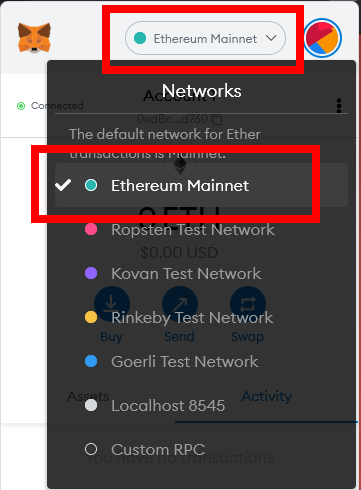 Ethereum Mainnet
Networks
Connected
Account 1
0xdBc...d760
The default network for Ether
transactions is Mainnet.
Ethereum Mainnet
0 ETH
Ropsten Test Network
$0.00 USD
Kovan Test Network
Rinkeby Test Network
Buy
Send
Swap
Goerli Test Network
Assets
Activity
Localhost 8545
Custom RPC
You have no transactions